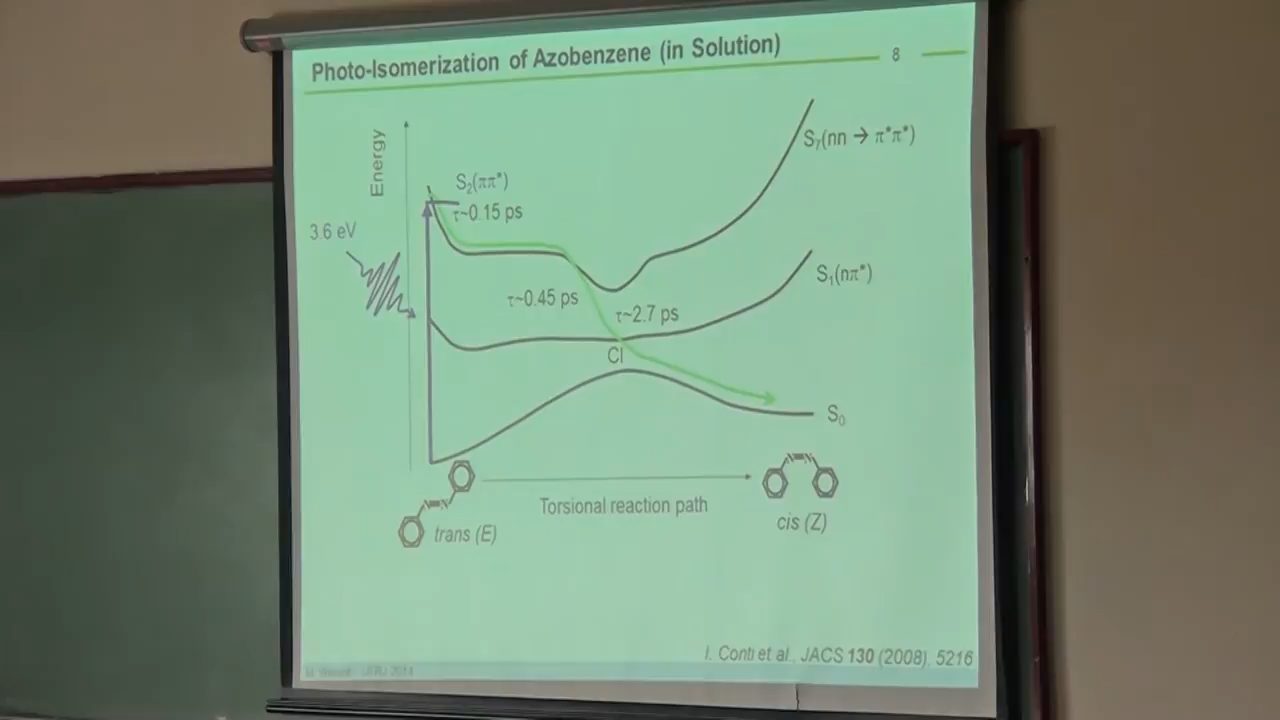 Photo-Isomerization of Azobenzene (in Solution)
8
Energy
S₇(nn → π*π*)
S₂(ππ*)
τ~0.15 ps
3.6 eV
S₁(nπ*)
τ~0.45 ps
τ~2.7 ps
CI
S₀
N=N
N=N
Torsional reaction path
trans (E)
cis (Z)
I. Conti et al., JACS 130 (2008), 5216